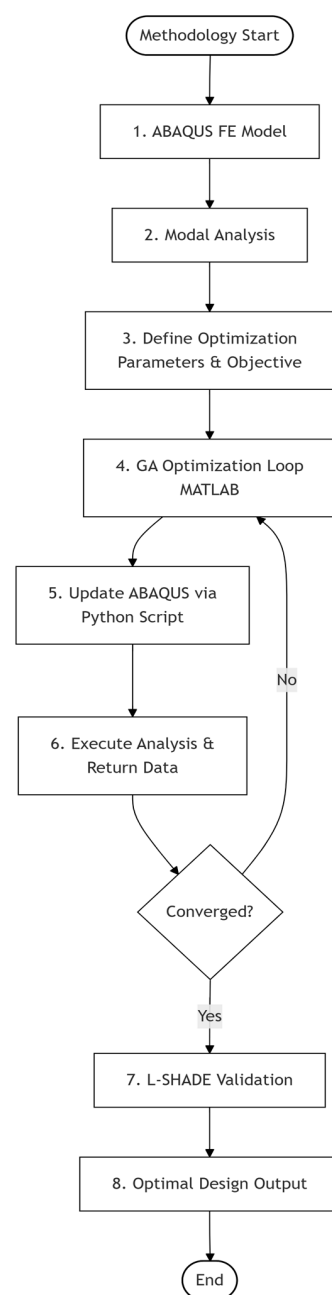 Methodology Start
1. ABAQUS FE Model
2. Modal Analysis
3. Define Optimization
Parameters & Objective
4. GA Optimization Loop
MATLAB
5. Update ABAQUS via
Python Script
No
6. Execute Analysis &
Return Data
Converged?
Yes
7. L-SHADE Validation
8. Optimal Design Output
End